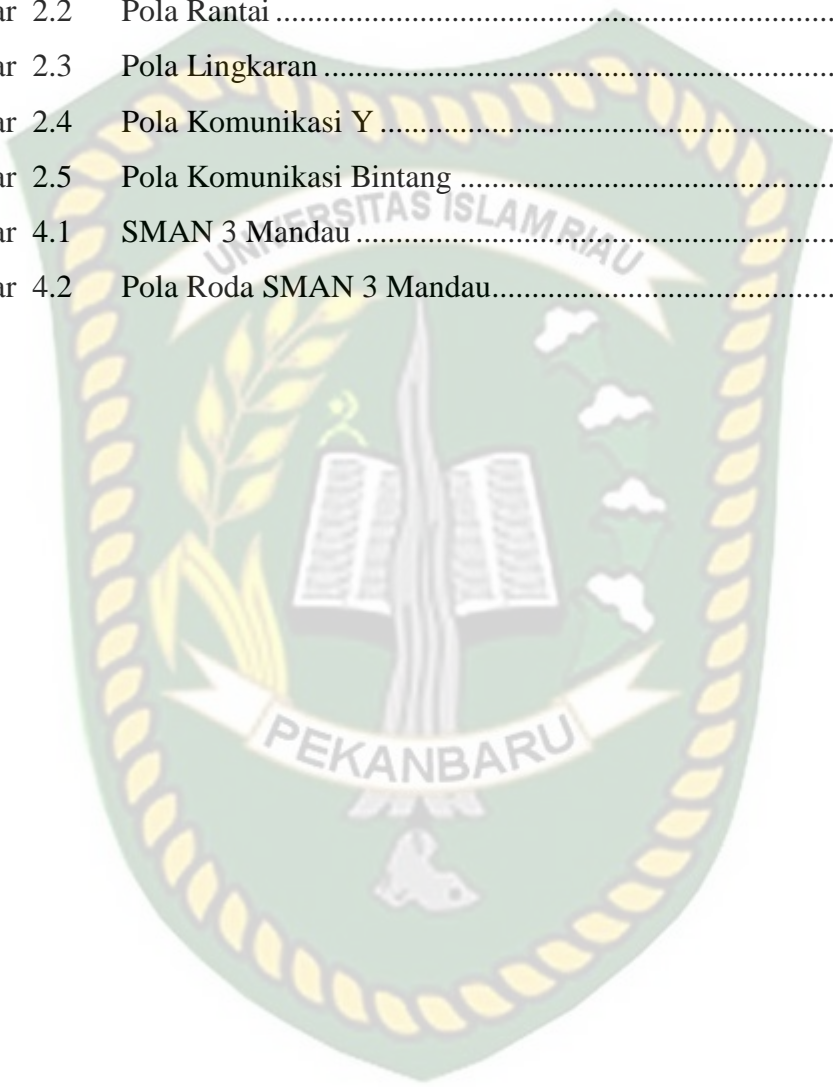 ar 2.2 Pola Rantai ................................................................
ar 2.3 Pola Lingkaran ................................................................
ar 2.4 Pola Komunikasi Y ................................................................
ar 2.5 Pola Komunikasi Bintang ................................................................
ar 4.1 SMAN 3 Mandau ................................................................
ar 4.2 Pola Roda SMAN 3 Mandau................................................................
UNIVERSITAS ISLAM RIAU
PEKANBARU